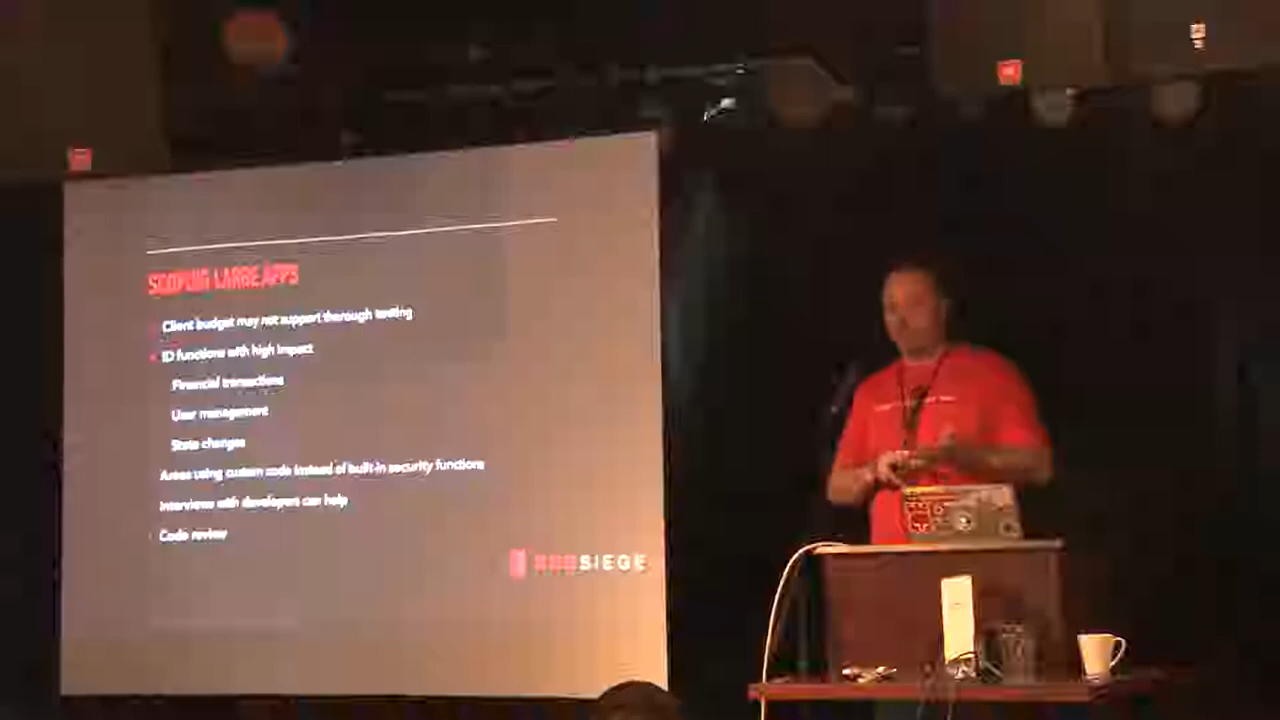 SCOPING LARGE APPS
Client budget may not support thorough testing
ID functions with high impact
Financial transactions
User management
State changes
Areas using custom code instead of built-in security functions
Interviews with developers can help
Code review
REDSIEGE